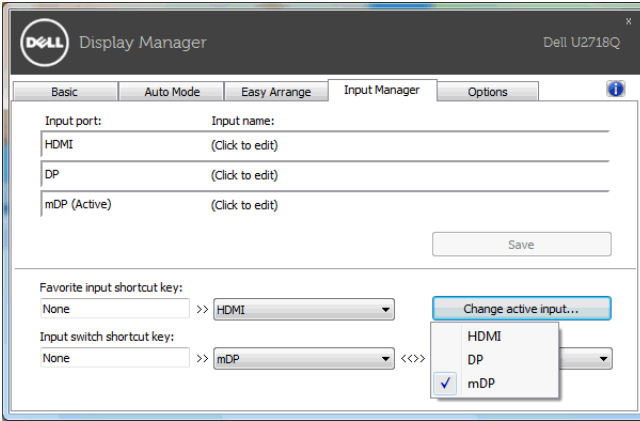 DELL Display Manager Dell U2718Q
x
Basic Auto Mode Easy Arrange Input Manager Options i
Input port: Input name:
HDMI (Click to edit)
DP (Click to edit)
mDP (Active) (Click to edit)
Save
Favorite input shortcut key:
None >> HDMI Change active input...
Input switch shortcut key:
None >> mDP <<>>
HDMI
DP
mDP